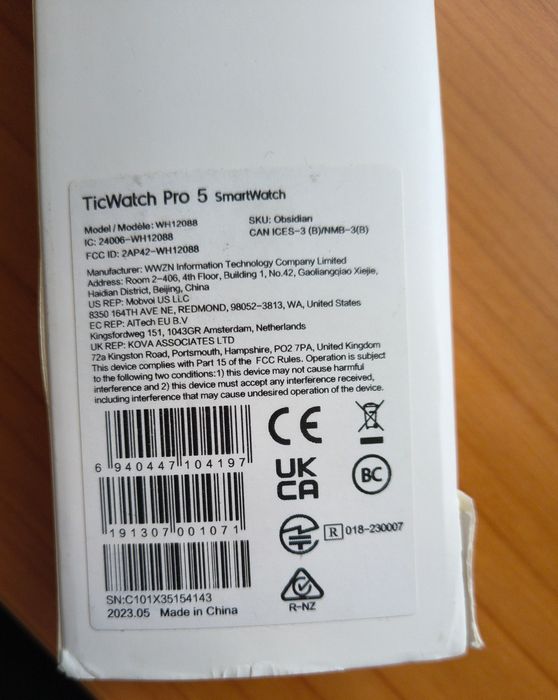 TicWatch Pro 5 SmartWatch
Model / Modèle: WH12088
SKU: Obsidian
IC: 24006-WH12088
CAN ICES-3 (B)/NMB-3(B)
FCC ID: 2AP42-WH12088
Manufacturer: WWZN Information Technology Company Limited
Address: Room 2-406, 4th Floor, Building 1, No.42, Gaoliangqiao Xiejie,
Haidian District, Beijing, China
US REP: Mobvoi US LLC
8350 164TH AVE NE, REDMOND, 98052-3813, WA, United States
EC REP: AITech EU B.V
Kingsfordweg 151, 1043GR Amsterdam, Netherlands
UK REP: KOVA ASSOCIATES LTD
72a Kingston Road, Portsmouth, Hampshire, PO2 7PA, United Kingdom
This device complies with Part 15 of the FCC Rules. Operation is subject
to the following two conditions:1) this device may not cause harmful
interference and 2) this device must accept any interference received,
including interference that may cause undesired operation of the device.
6 940447 104197
CE
UK
CA
BC
191307 001071
R 018-230007
R-NZ
SN:C101X35154143
2023.05 Made in China